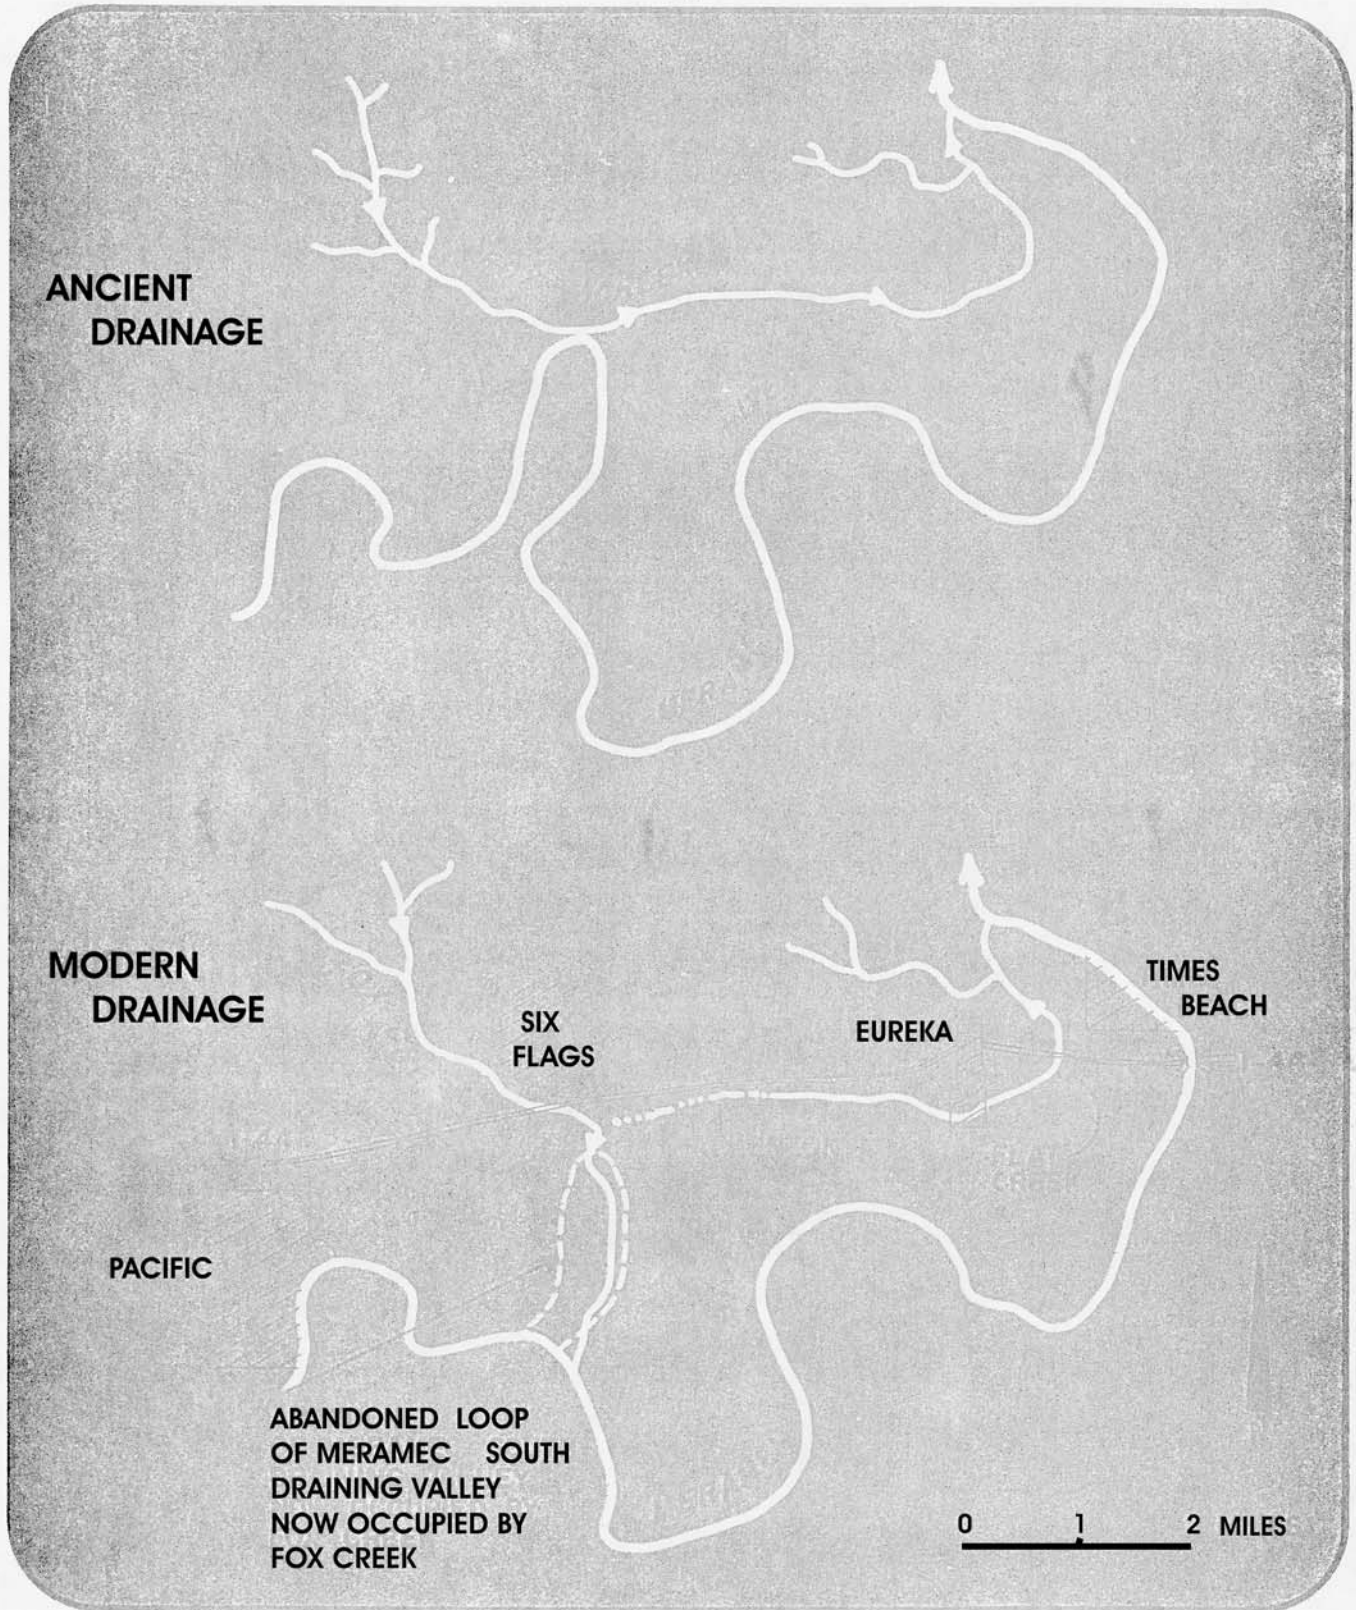 ANCIENT
DRAINAGE
MODERN
DRAINAGE
SIX
FLAGS
EUREKA
TIMES
BEACH
PACIFIC
ABANDONED LOOP
OF MERAMEC SOUTH
DRAINING VALLEY
NOW OCCUPIED BY
FOX CREEK
0 1 2 MILES